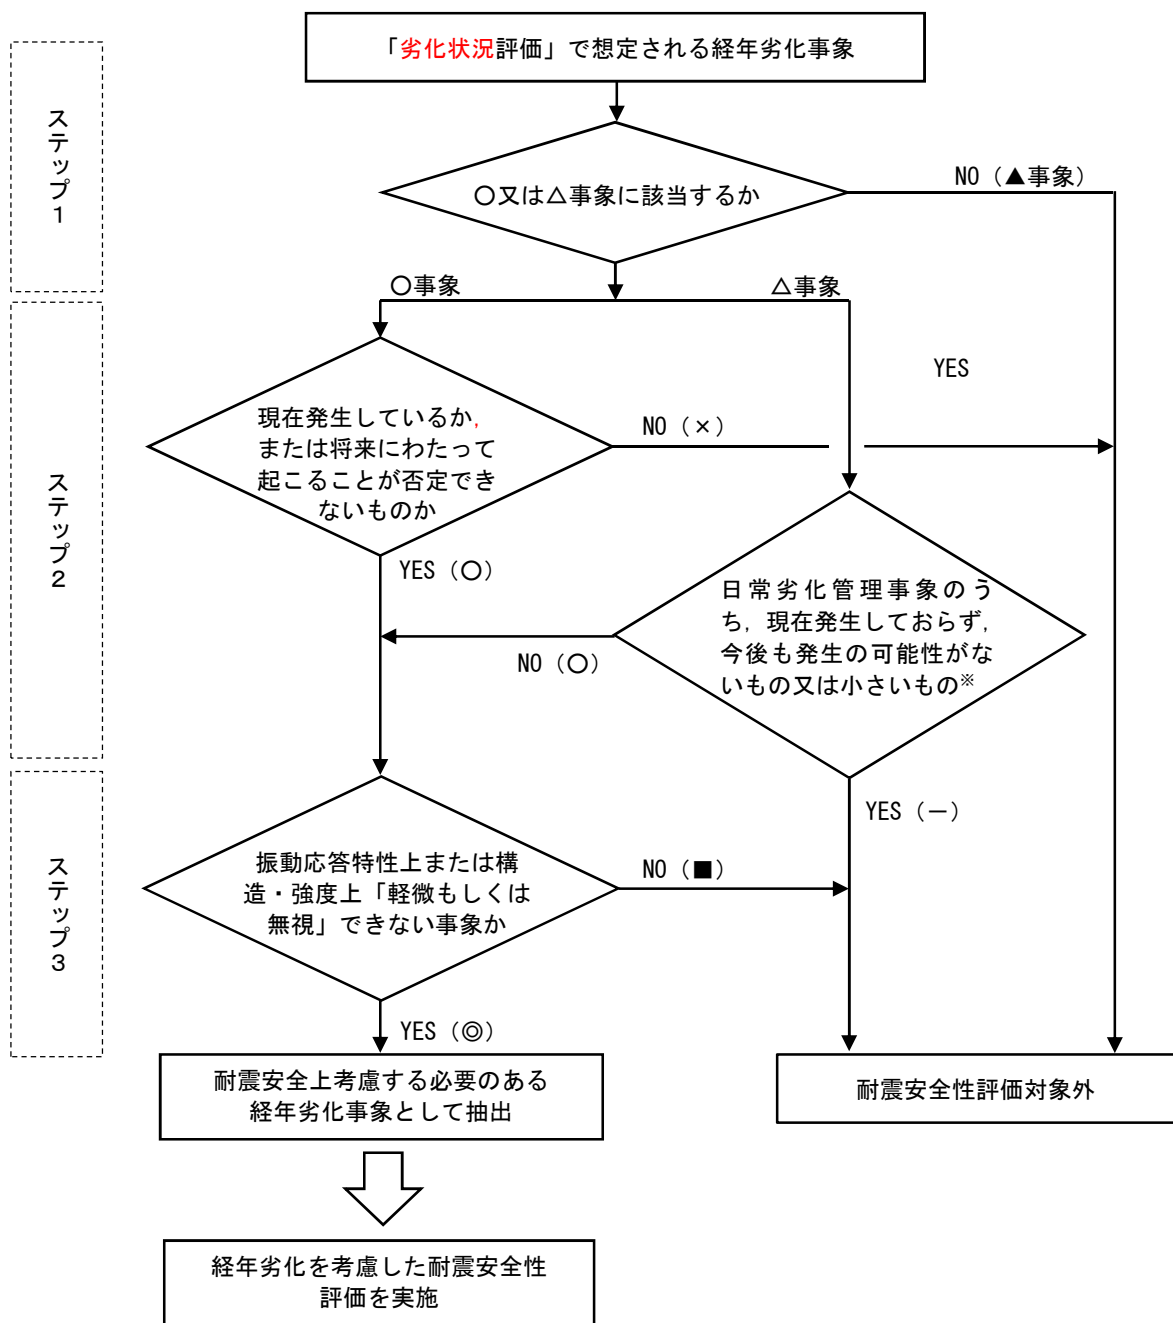 「劣化状況評価」で想定される経年劣化事象
ステップ1
○又は△事象に該当するか
NO（▲事象）
○事象
△事象
ステップ2
YES
現在発生しているか,
または将来にわたって
起こることが否定でき
ないものか
NO（×）
YES（○）
日常劣化管理事象のう
ち，現在発生しておらず，
今後も発生の可能性がな
いもの又は小さいもの※
NO（○）
YES（－）
ステップ3
振動応答特性上または構
造・強度上「軽微もしくは
無視」できない事象か
NO（■）
YES（◎）
耐震安全上考慮する必要のある
経年劣化事象として抽出
耐震安全性評価対象外
経年劣化を考慮した耐震安全性
評価を実施